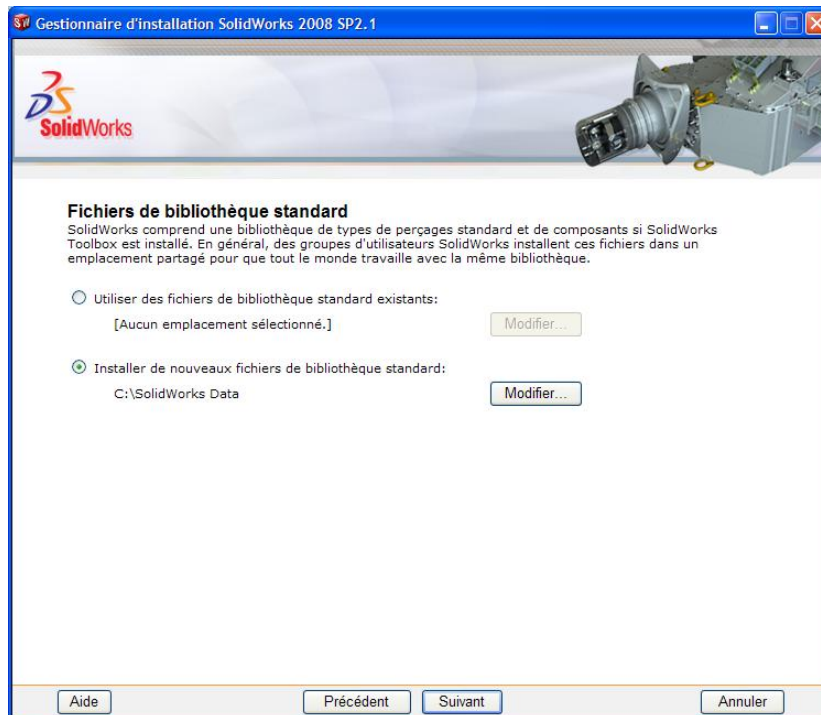 Gestionnaire d'installation SolidWorks 2008 SP2.1
SolidWorks
Fichiers de bibliothèque standard
SolidWorks comprend une bibliothèque de types de perçages standard et de composants si SolidWorks
Toolbox est installé. En général, des groupes d'utilisateurs SolidWorks installent ces fichiers dans un
emplacement partagé pour que tout le monde travaille avec la même bibliothèque.
Utiliser des fichiers de bibliothèque standard existants:
[Aucun emplacement sélectionné.] Modifier...
Installer de nouveaux fichiers de bibliothèque standard:
C:\SolidWorks Data Modifier...
Aide Précédent Suivant Annuler